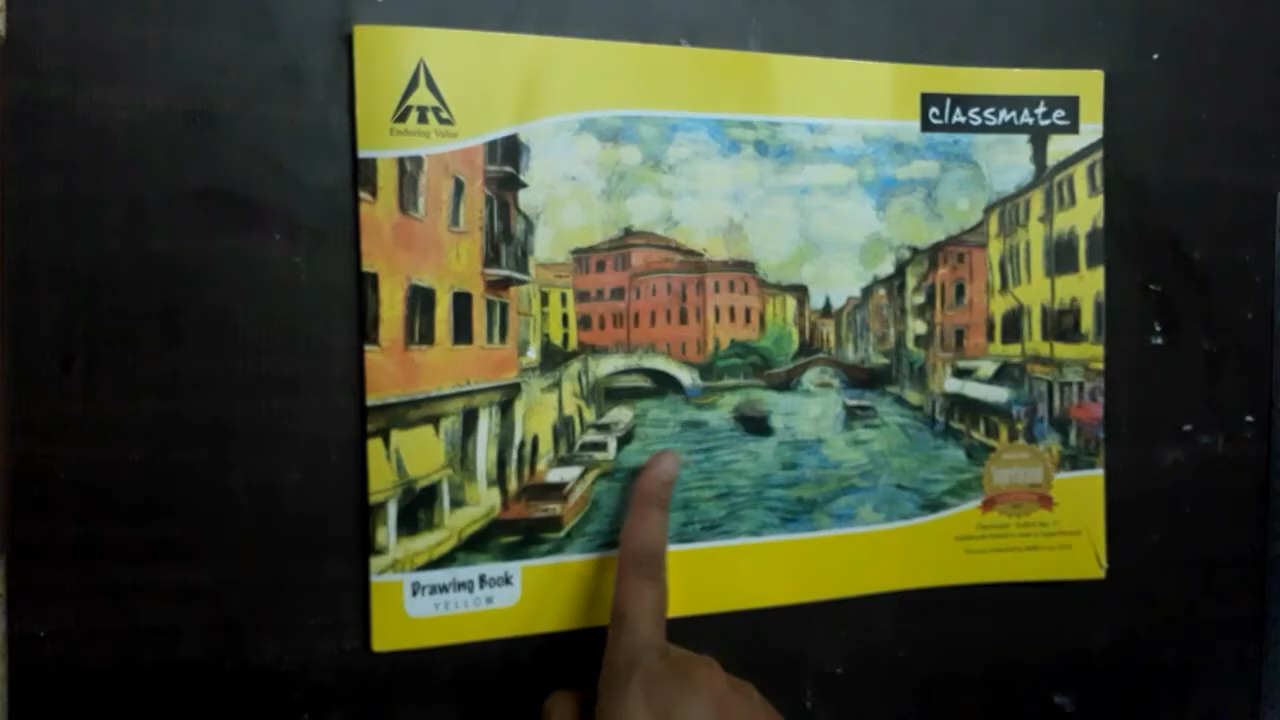 ITC
Enduring Value
classmate
Drawing Book
YELLOW